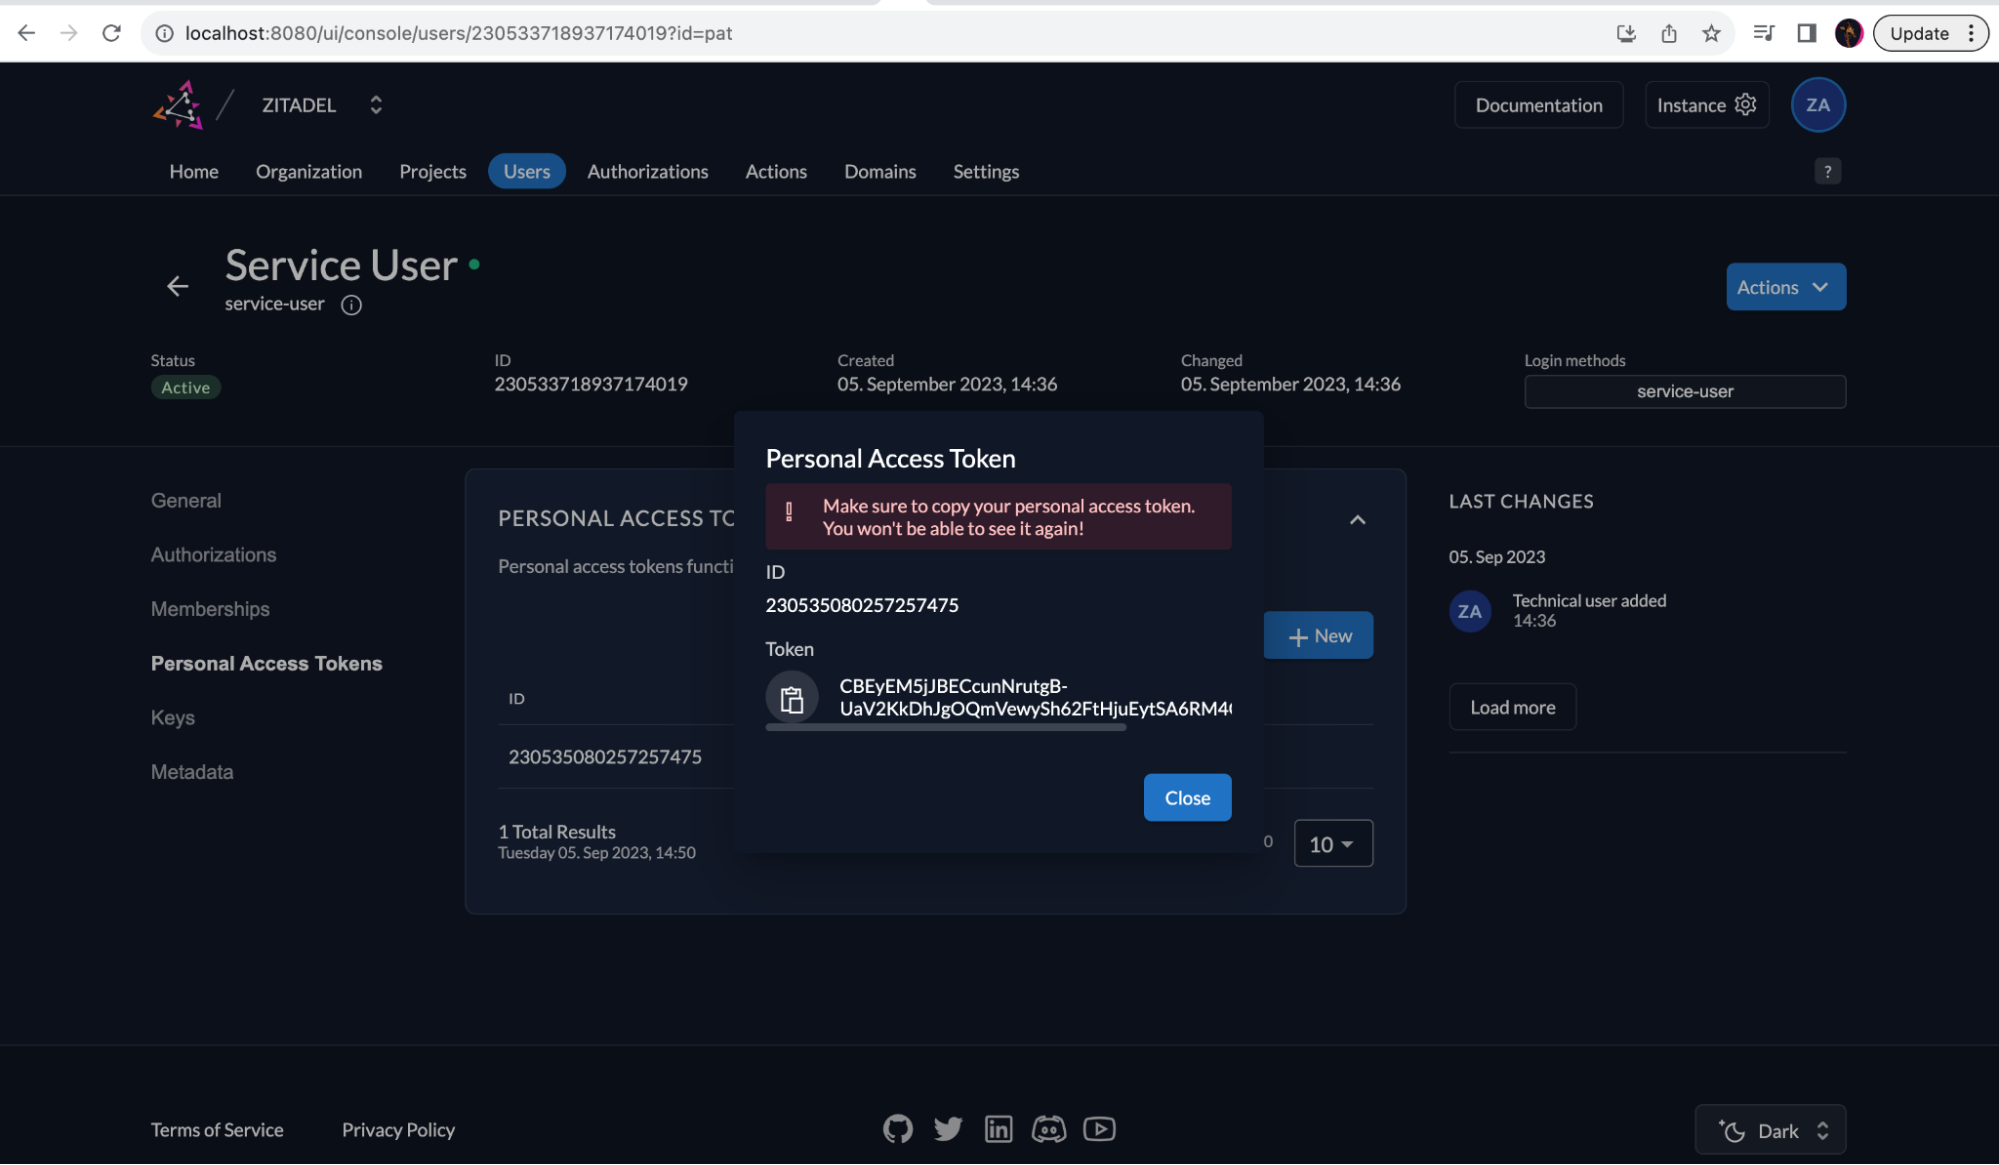 localhost:8080/ui/console/users/230533718937174019?id=pat
Update
ZITADEL
Documentation
Instance
ZA
Home
Organization
Projects
Users
Authorizations
Actions
Domains
Settings
?
Service User
service-user
Actions
Status
Active
ID
230533718937174019
Created
05. September 2023, 14:36
Changed
05. September 2023, 14:36
Login methods
service-user
General
Authorizations
Memberships
Personal Access Tokens
Keys
Metadata
PERSONAL ACCESS TO
Personal access tokens functi
New
ID
230535080257257475
1 Total Results
Tuesday 05. Sep 2023, 14:50
0
10
Personal Access Token
Make sure to copy your personal access token.
You won't be able to see it again!
ID
230535080257257475
Token
CBEyEM5jJBECcunNrutgB-
UaV2KkDhJgOQmVewySh62FtHjuEytSA6RM4
Close
LAST CHANGES
05. Sep 2023
ZA
Technical user added
14:36
Load more
Terms of Service
Privacy Policy
Dark